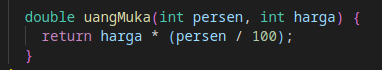 double uangMuka(int persen, int harga) {
return harga * (persen / 100);
}